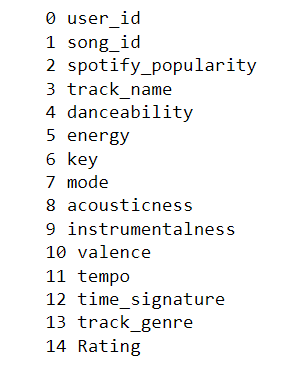 0 user_id
1 song_id
2 spotify_popularity
3 track_name
4 danceability
5 energy
6 key
7 mode
8 acousticness
9 instrumentalness
10 valence
11 tempo
12 time_signature
13 track_genre
14 Rating